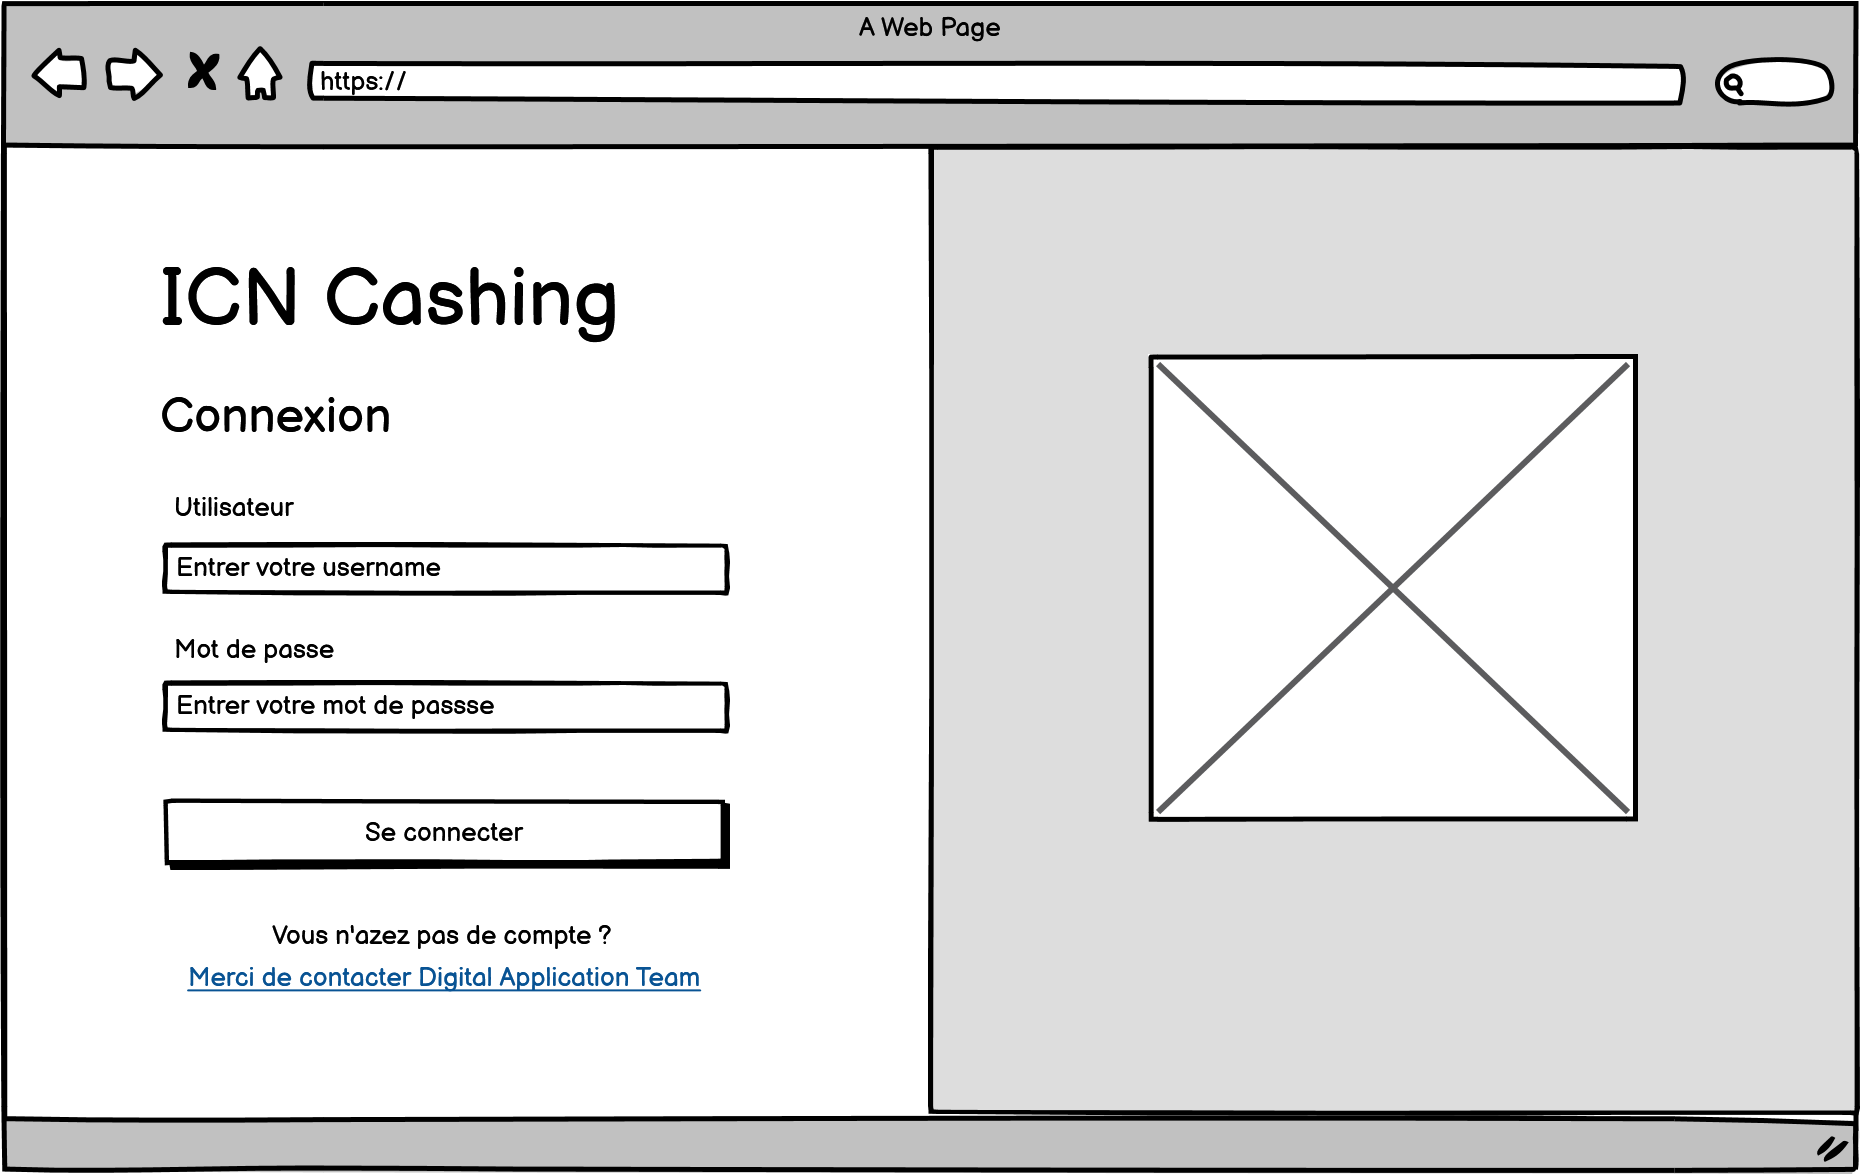 A Web Page
https://
ICN Cashing
Connexion
Utilisateur
Entrer votre username
Mot de passe
Entrer votre mot de passse
Se connecter
Vous n'azez pas de compte ?
Merci de contacter Digital Application Team